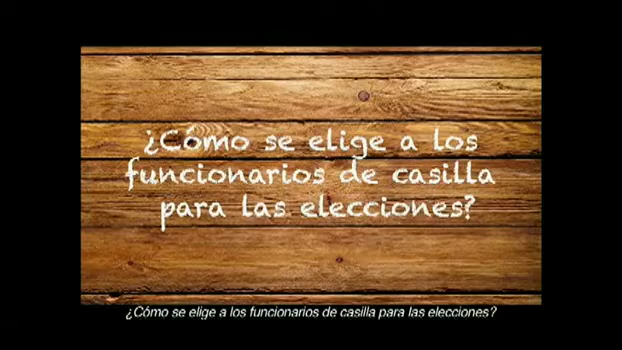 ¿Cómo se elige a los
funcionarios de casilla
para las elecciones?
¿Cómo se elige a los funcionarios de casilla para las elecciones?